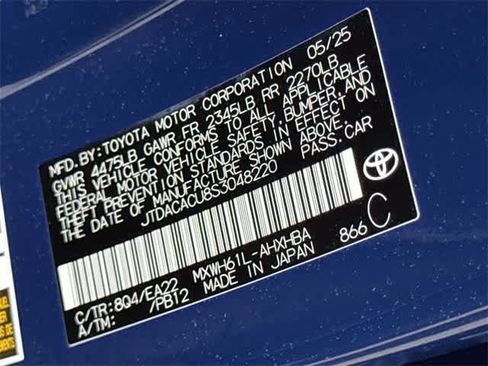 MFD. BY: TOYOTA MOTOR CORPORATION 05/25
GVWR 4475LB GAWR FR 2345LB RR 2270LB
THIS VEHICLE CONFORMS TO ALL APPLICABLE
FEDERAL MOTOR VEHICLE SAFETY, BUMPER, AND
THEFT PREVENTION STANDARDS IN EFFECT ON
THE DATE OF MANUFACTURE SHOWN ABOVE.
JTDACACU8S3048220 PASS. CAR
C/TR: 8Q4/EA22 MXWH61L-AHXHBA 866 C
A/TM: /PB12 MADE IN JAPAN